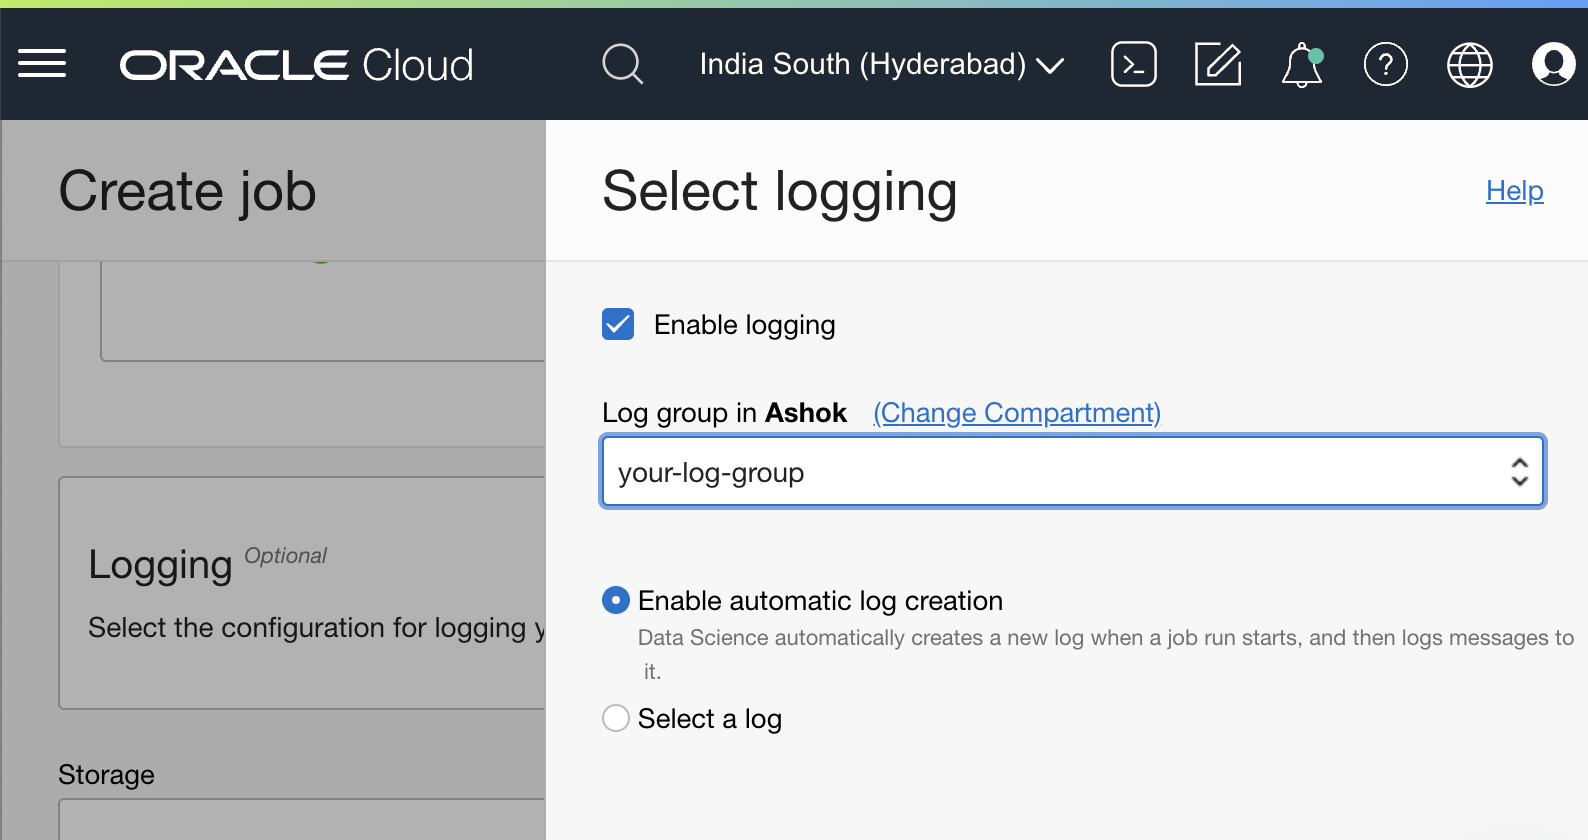 ORACLE Cloud
India South (Hyderabad)
Create job
Select logging
Help
Enable logging
Log group in Ashok (Change Compartment)
your-log-group
Logging Optional
Select the configuration for logging y
Enable automatic log creation
Data Science automatically creates a new log when a job run starts, and then logs messages to
it.
Select a log
Storage